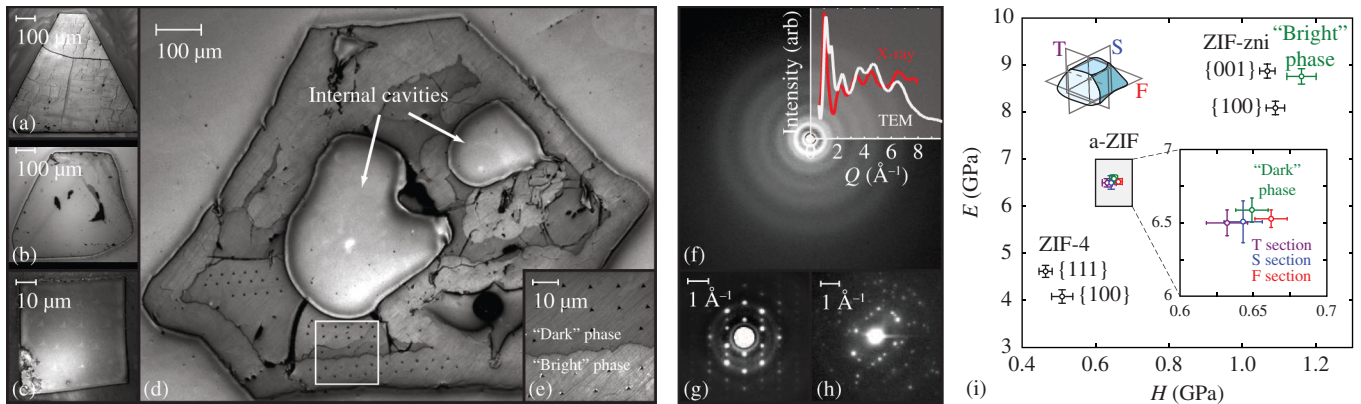 100 μm
(a)
100 μm
(b)
10 μm
(c)
100 μm
Internal cavities
(d)
10 μm
“Dark” phase
“Bright” phase
(e)
Intensity (arb)
X-ray
TEM
0 2 4 6 8
Q (Å⁻¹)
(f)
1 Å⁻¹
(g)
1 Å⁻¹
(h)
10
9
8
7
6
5
4
E (GPa)
T
S
F
ZIF-zni
“Bright”
phase
{001}
{100}
a-ZIF
ZIF-4
{111}
{100}
7
6.5
6
“Dark”
phase
T section
S section
F section
0.6 0.65 0.7
0.4 0.6 0.8 1.0 1.2
H (GPa)
(i)